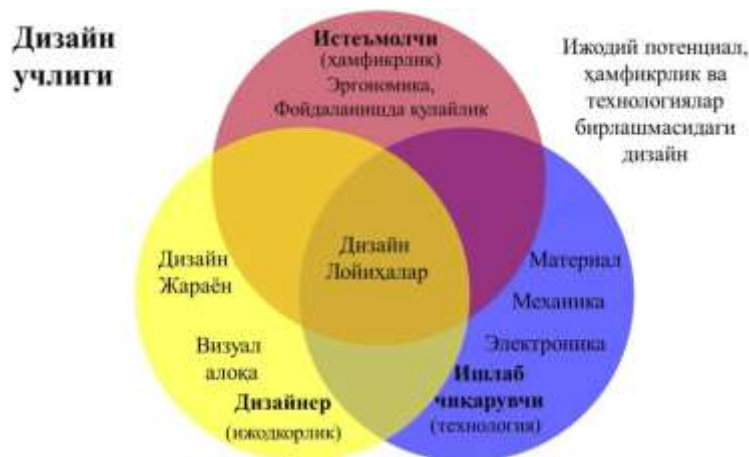 Дизайн
учлиги
Истеъмолчи
(ҳамфикрлик)
Эргономика,
Фойдаланишда қулайлик
Ижодий потенциал,
ҳамфикрлик ва
технологиялар
бирлашмасидаги
дизайн
Дизайн
Жараён
Дизайн
Лойиҳалар
Материал
Механика
Электроника
Визуал
алоқа
Дизайнер
(ижодкорлик)
Ишлаб
чиқарувчи
(технология)